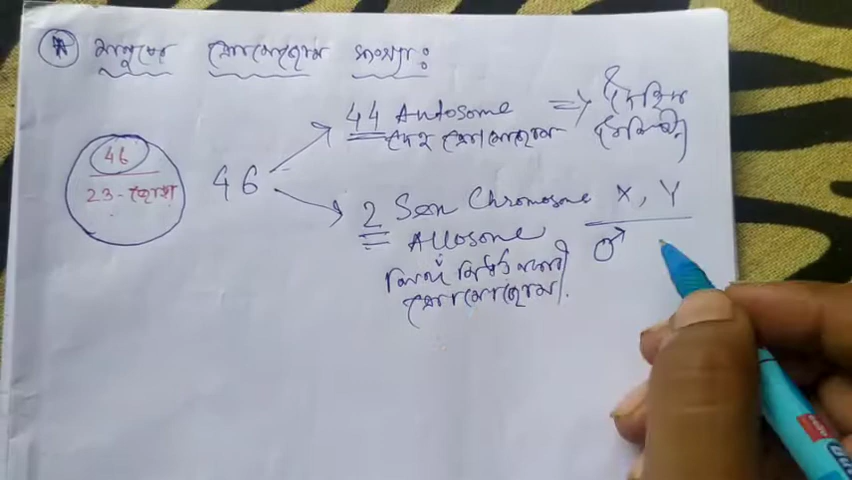 মানুষের ক্রোমোজোম সংখ্যা:
46
23-জোড়া
46
44 Autosome ⇒ দৈহিক
দেহ ক্রোমোজোম বৈশিষ্ট্য
2 Sex Chromosome X, Y
Allosome ♂
লিঙ্গ নির্ধারণকারী
ক্রোমোজোম।